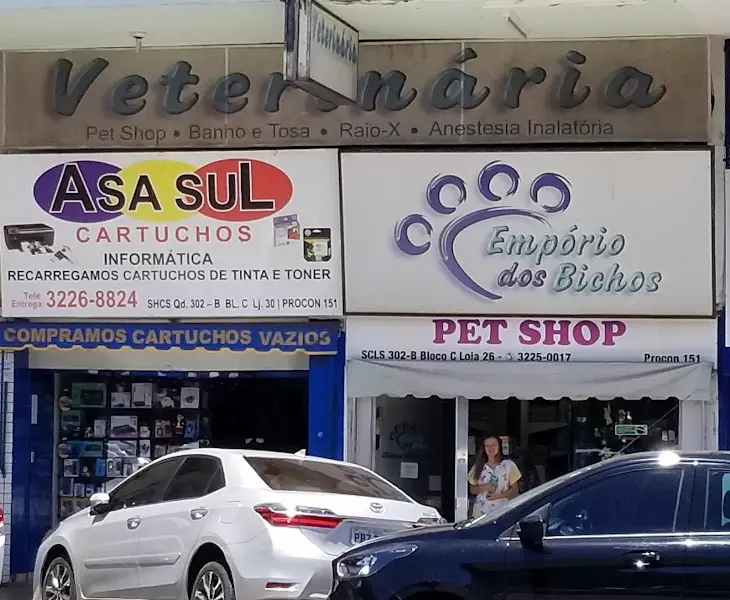 Veterinária
Veterinária
Pet Shop • Banho e Tosa • Raio-X • Anestesia Inalatória
ASA SUL
CARTUCHOS
INFORMÁTICA
RECARREGAMOS CARTUCHOS DE TINTA E TONER
Tele Entrega: 3226-8824 SHCS Qd. 302 – B BL. C Lj. 30 | PROCON 151
COMPRAMOS CARTUCHOS VAZIOS
Empório
dos Bichos
PET SHOP
SCLS 302-B Bloco C Loja 26 - 3225-0017 Procon 151